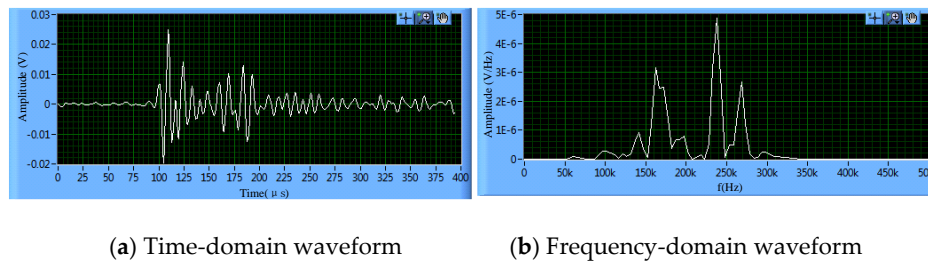 0.03
0.02
0.01
0
-0.01
-0.02
Amplitude (V)
0 25 50 75 100 125 150 175 200 225 250 275 300 325 350 375 400
Time(μs)
5E-6
4E-6
3E-6
2E-6
1E-6
0
Amplitude (V/Hz)
0 50k 100k 150k 200k 250k 300k 350k 400k 450k 500k
f(Hz)
(a) Time-domain waveform
(b) Frequency-domain waveform